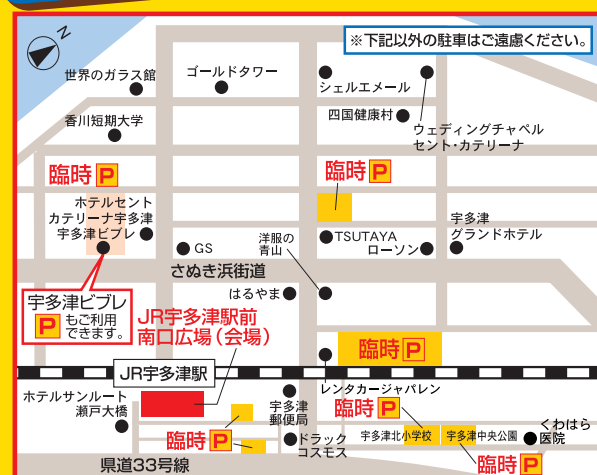 ※下記以外の駐車はご遠慮ください。
N
世界のガラス館
ゴールドタワー
シェルエメール
香川短期大学
四国健康村
ウェディングチャペル
セント・カテリーナ
臨時P
臨時P
ホテルセント
カテリーナ宇多津
宇多津ビブレ
GS
洋服の
青山
TSUTAYA
ローソン
宇多津
グランドホテル
さぬき浜街道
はるやま
宇多津ビブレ
P もご利用
できます。
JR宇多津駅前
南口広場(会場)
臨時P
JR宇多津駅
レンタカージャパレン
ホテルサンルート
瀬戸大橋
宇多津
郵便局
臨時P
臨時P
ドラック
コスモス
宇多津北小学校
宇多津中央公園
くわはら
医院
県道33号線
臨時P